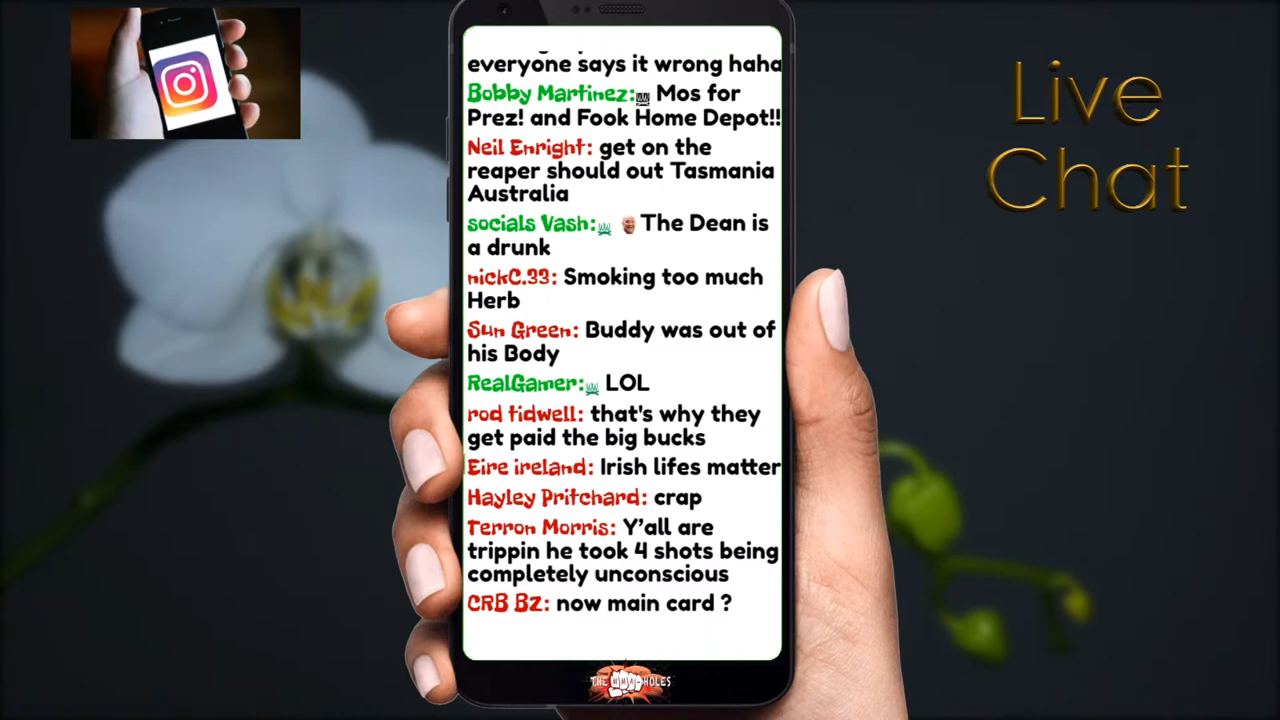 everyone says it wrong haha
Bobby Martinez: Mos for
Prez! and Fook Home Depot!!
Neil Enright: get on the
reaper should out Tasmania
Australia
socials Vash: The Dean is
a drunk
nickC.33: Smoking too much
Herb
Sun Green: Buddy was out of
his Body
RealGamer: LOL
rod tidwell: that's why they
get paid the big bucks
Eire ireland: Irish lifes matter
Hayley Pritchard: crap
Terron Morris: Y'all are
trippin he took 4 shots being
completely unconscious
CRB Bz: now main card ?
THE MMA HOLES
Live
Chat